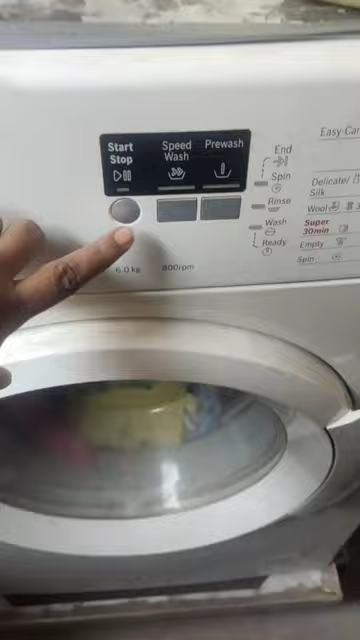 Start
Stop
Speed
Wash
Prewash
End
Spin
Rinse
Wash
Ready
6.0 kg
800rpm
Easy-Car
Delicate/
Silk
Wool
Super
30min
Empty
Spin